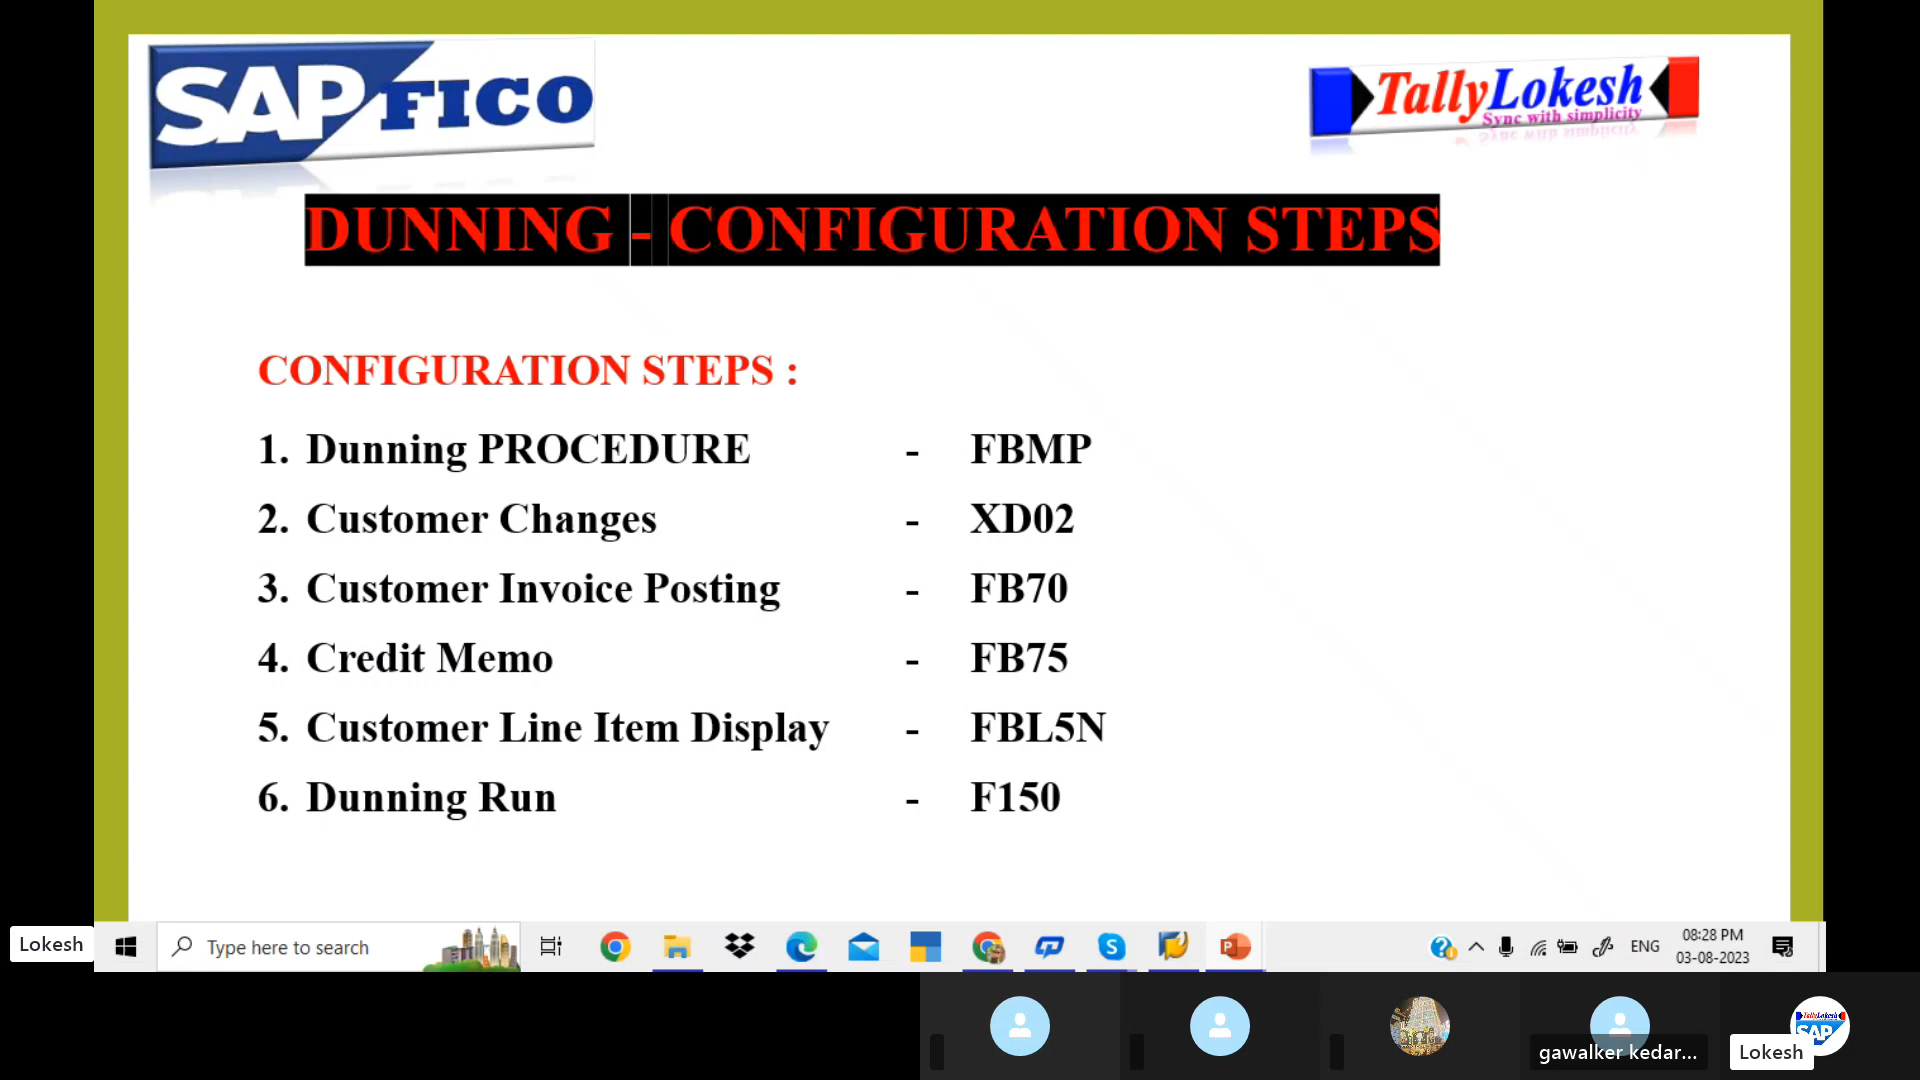 SAP FICO
TallyLokesh
Sync with simplicity
DUNNING - CONFIGURATION STEPS
CONFIGURATION STEPS :
1. Dunning PROCEDURE - FBMP
2. Customer Changes - XD02
3. Customer Invoice Posting - FB70
4. Credit Memo - FB75
5. Customer Line Item Display - FBL5N
6. Dunning Run - F150
Lokesh
Type here to search
ENG
08:28 PM
03-08-2023
gawalker kedar...
Lokesh
TallyLokesh
SAP